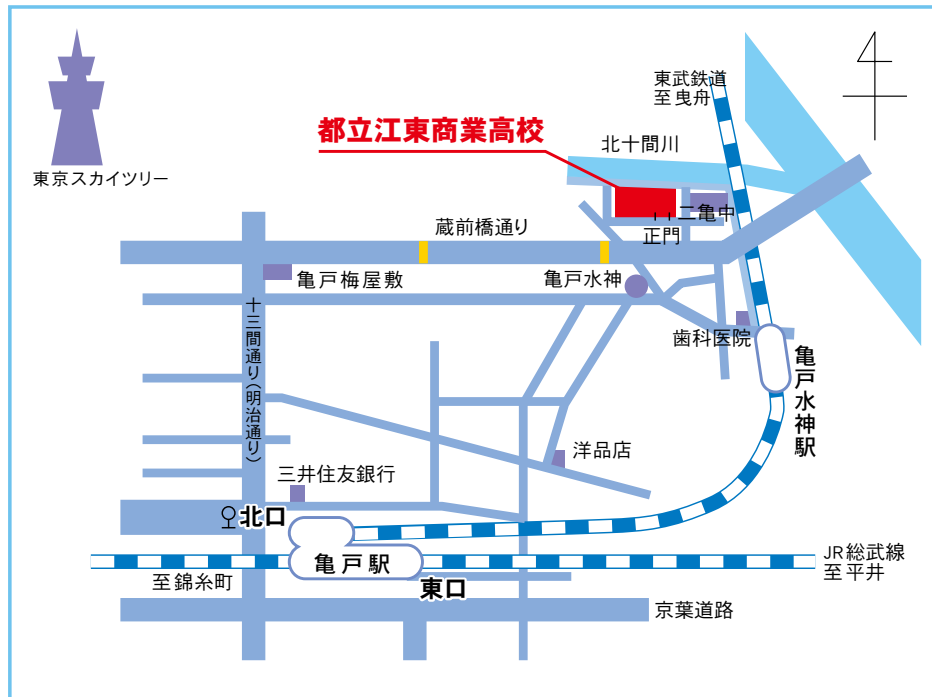 東武鉄道
至曳舟
都立江東商業高校
北十間川
東京スカイツリー
二亀中
正門
蔵前橋通り
亀戸梅屋敷
亀戸水神
歯科医院
亀戸水神駅
十三間通り(明治通り)
洋品店
三井住友銀行
北口
亀戸駅
JR総武線
至平井
至錦糸町
東口
京葉道路